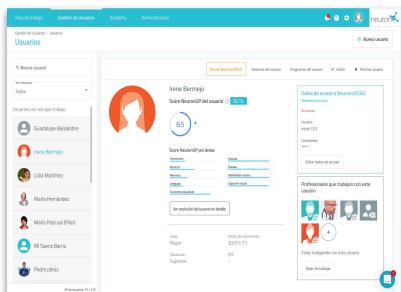 Área de trabajo
Gestión de Usuarios
Academy
Administración
neuronUP
Gestión de Usuarios / Usuarios
Usuarios
Nuevo usuario
Buscar usuario
Ver Usuarios
Todos
Usuarios con los que trabajo
Guadalupe Balsalobre
Irene Bermejo
Lidia Martínez
María Hernández
María Pascual (Pilar)
Mi Saenz Barrio
Pedro pérez
Acceso NeuronUP2GO
Sesiones del usuario
Programas del usuario
Editar
Eliminar usuario
Irene Bermejo
Score NeuronUP del usuario
BETA
65
Score NeuronUP por áreas
Orientación
Atención
Memoria
Lenguaje
Funciones ejecutivas
Praxias
Gnosias
Cognición social
Ver evolución del usuario en detalle
Sexo:
Mujer
Fecha de nacimiento:
30/01/71
Educación:
Superior
Datos de acceso a NeuronUP2GO
Usuario:
irene123
Contraseña:
****
Editar datos de acceso
Profesionales que trabajan con este
usuario
Estás trabajando con este usuario
Dejar de trabajar